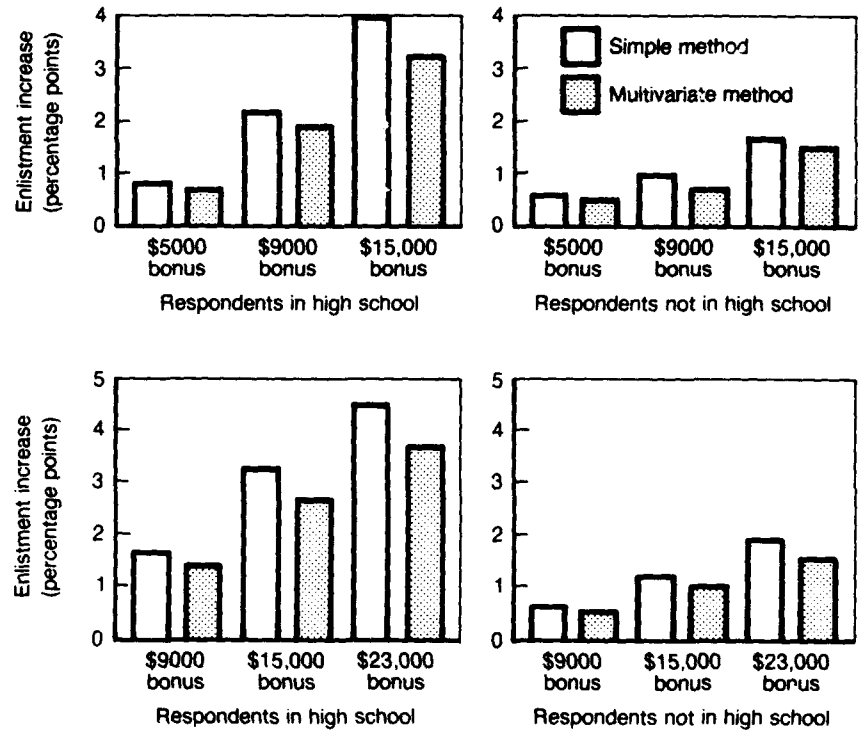 Enlistment increase
(percentage points)
4
3
2
1
0
$5000
bonus
$9000
bonus
$15,000
bonus
Respondents in high school
4
3
2
1
0
Simple method
Multivariate method
$5000
bonus
$9000
bonus
$15,000
bonus
Respondents not in high school
Enlistment increase
(percentage points)
5
4
3
2
1
0
$9000
bonus
$15,000
bonus
$23,000
bonus
Respondents in high school
5
4
3
2
1
0
$9000
bonus
$15,000
bonus
$23,000
bonus
Respondents not in high school